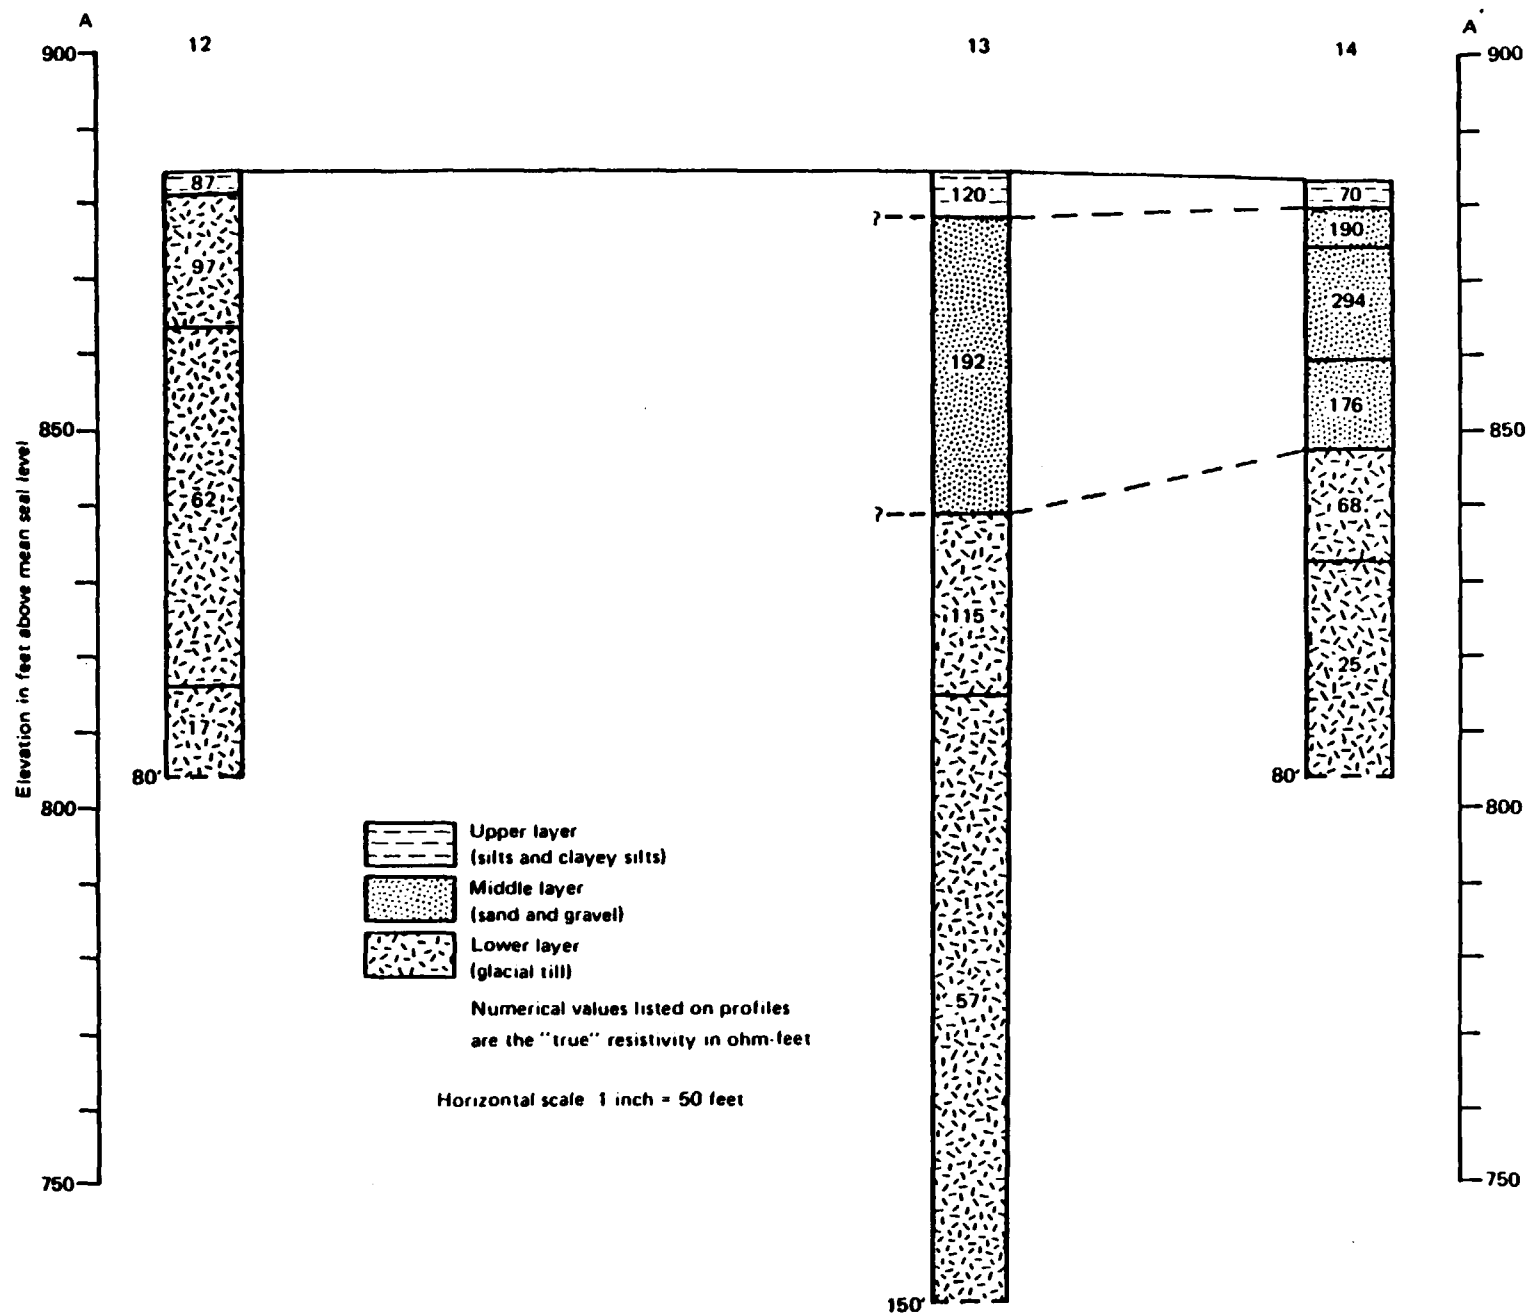 A
A'
12
13
14
900
900
87
120
70
?
190
97
294
192
176
850
850
62
?
68
115
25
17
80'
80'
800
800
Elevation in feet above mean seal level
Upper layer
(silts and clayey silts)
Middle layer
(sand and gravel)
Lower layer
(glacial till)
57
Numerical values listed on profiles
are the "true" resistivity in ohm-feet
Horizontal scale 1 inch = 50 feet
750
750
150'